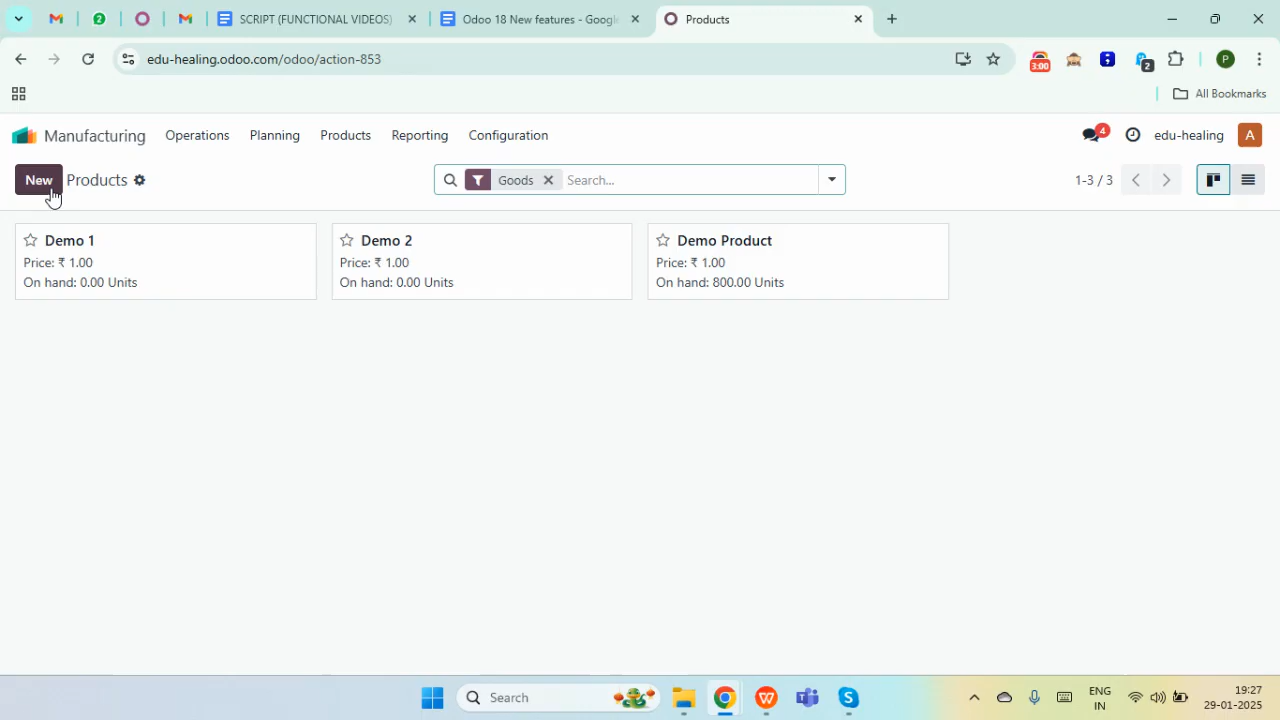 2
SCRIPT (FUNCTIONAL VIDEOS)
Odoo 18 New features - Googl
Products
edu-healing.odoo.com/odoo/action-853
3:00
2
P
All Bookmarks
Manufacturing
Operations
Planning
Products
Reporting
Configuration
4
edu-healing
A
New
Products
Goods
Search...
1-3 / 3
Demo 1
Price: ₹ 1.00
On hand: 0.00 Units
Demo 2
Price: ₹ 1.00
On hand: 0.00 Units
Demo Product
Price: ₹ 1.00
On hand: 800.00 Units
Search
ENG
IN
19:27
29-01-2025